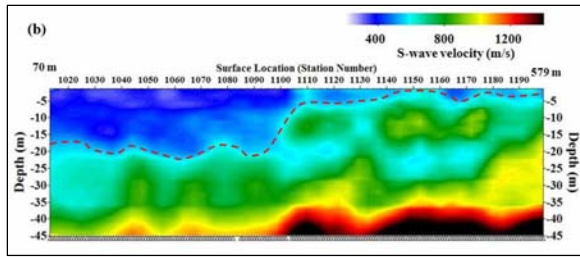 (b)
400 800 1200
S-wave velocity (m/s)
Surface Location (Station Number)
70 m 579 m
1020 1030 1040 1050 1060 1070 1080 1090 1100 1110 1120 1130 1140 1150 1160 1170 1180 1190
-5 -5
-10 -10
-15 -15
-20 -20
-25 -25
-30 -30
-35 -35
-40 -40
-45 -45
Depth (m)
Depth (m)